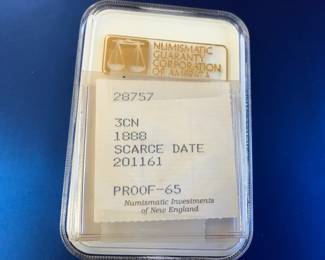 NUMISMATIC
GUARANTY
CORPORATION
OF AMERICA
28757
3CN
1888
SCARCE DATE
201161
PROOF-65
Numismatic Investments
of New England